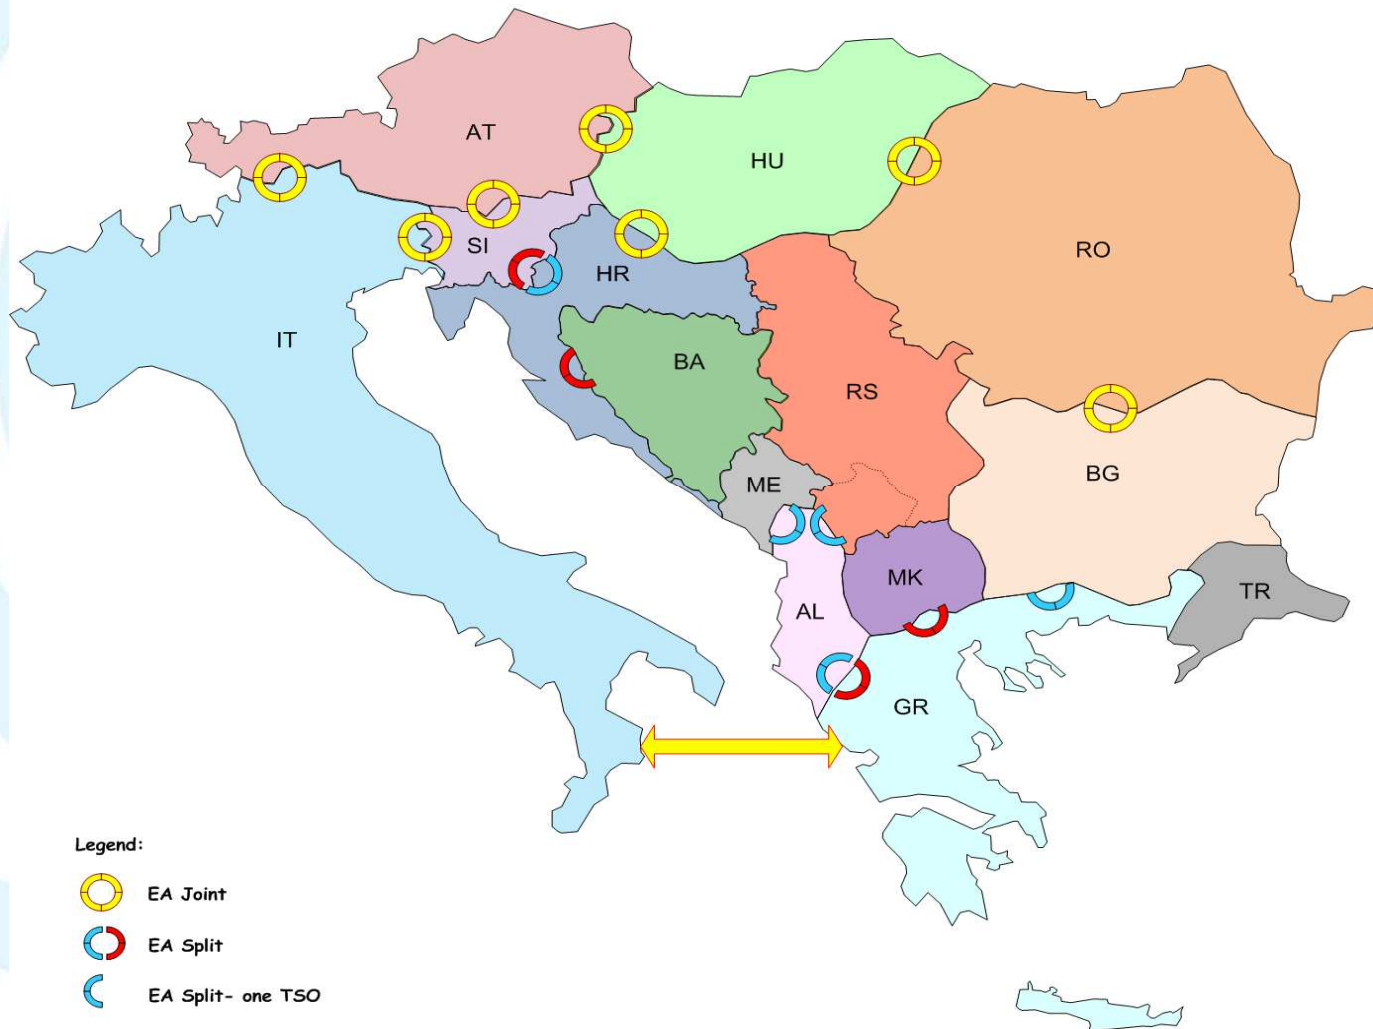 AT
HU
SI
HR
RO
IT
BA
RS
BG
ME
MK
TR
AL
GR
Legend:
EA Joint
EA Split
EA Split- one TSO